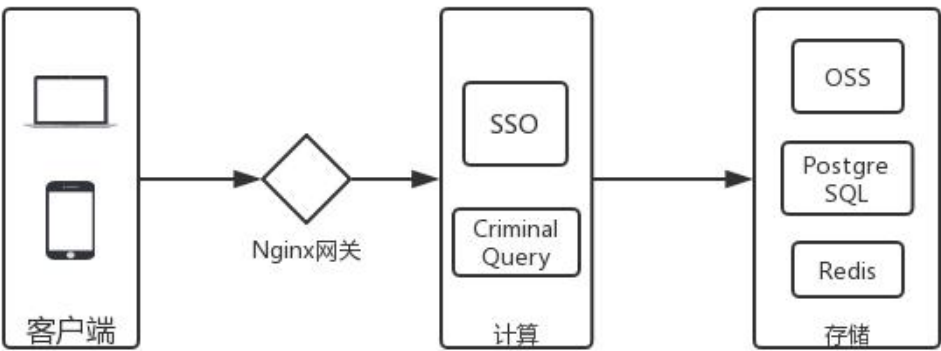 客户端
Nginx网关
SSO
Criminal
Query
计算
OSS
Postgre
SQL
Redis
存储